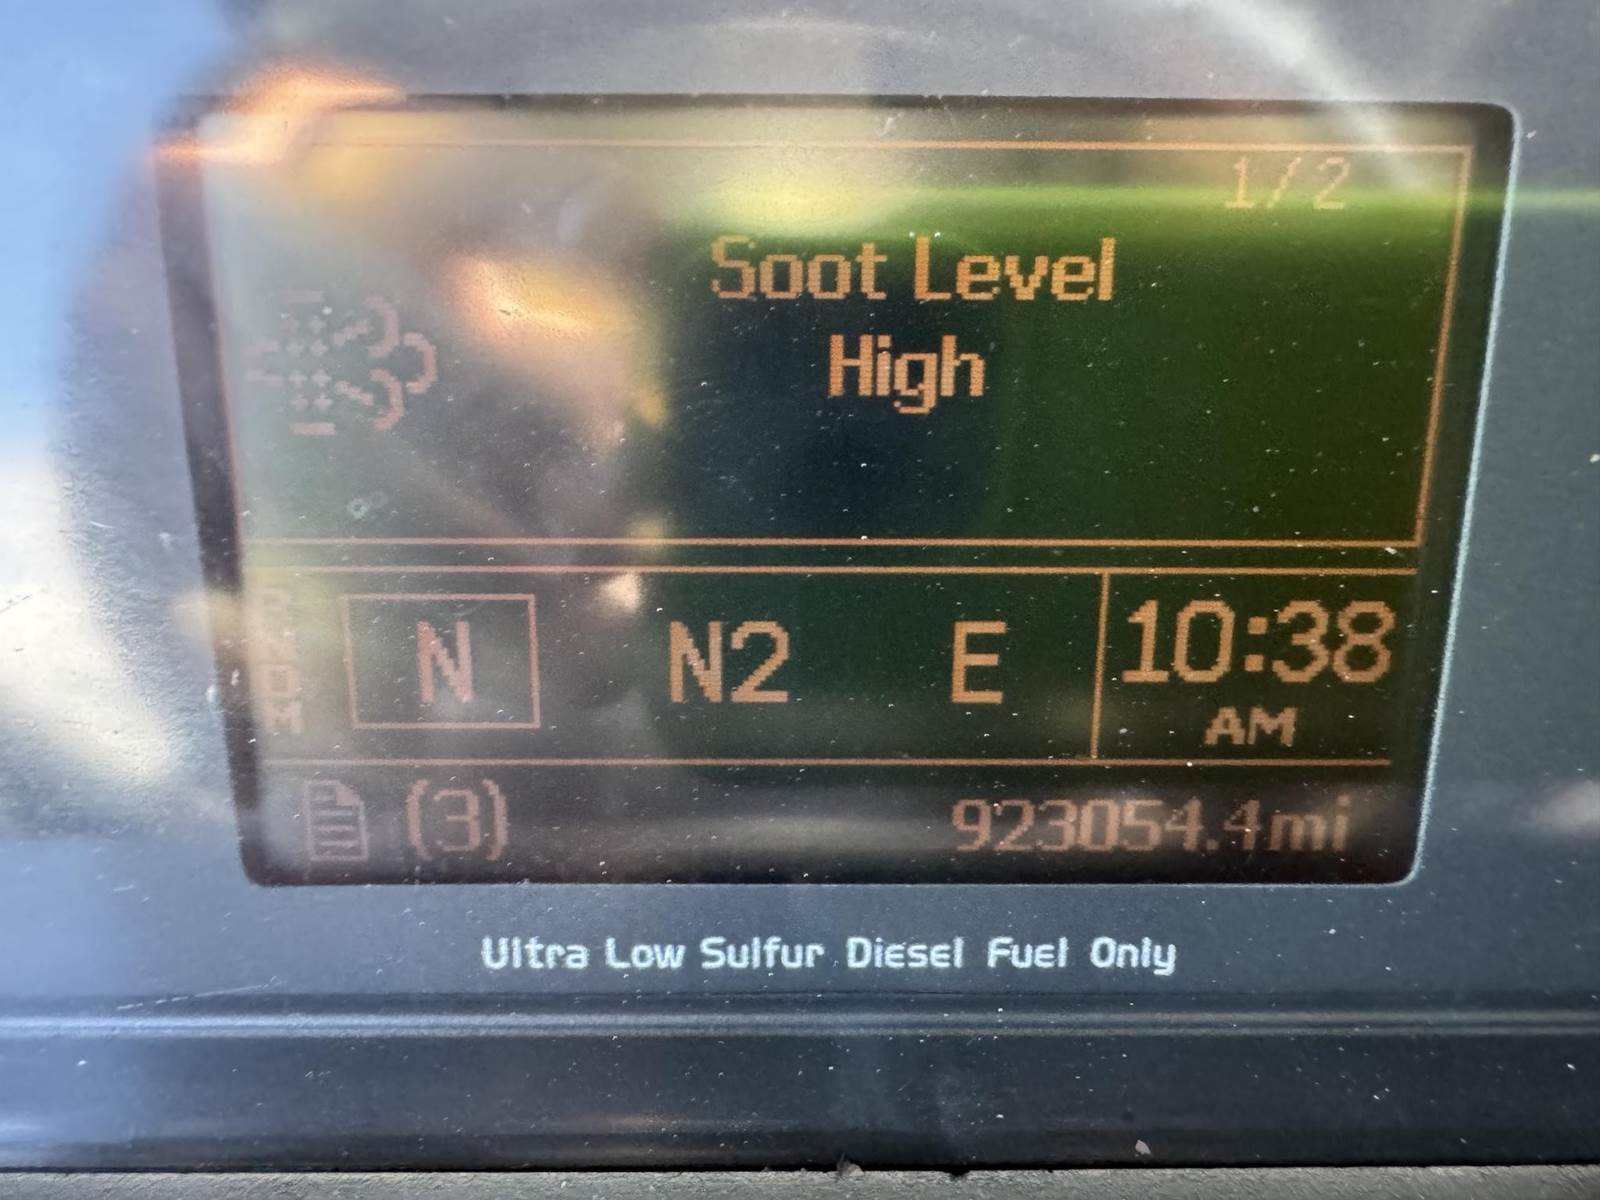 1/2
Soot Level
High
N N2 E 10:38
AM
(3) 923054.4mi
Ultra Low Sulfur Diesel Fuel Only